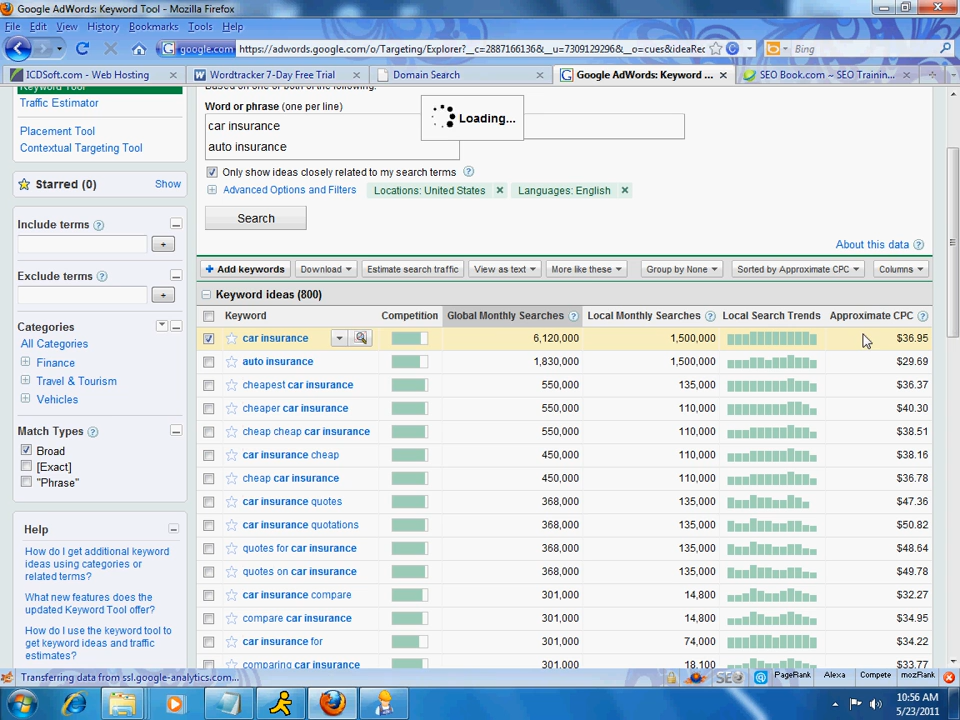 Google AdWords: Keyword Tool - Mozilla Firefox
File Edit View History Bookmarks Tools Help
google.com https://adwords.google.com/o/Targeting/Explorer?__c=2887166136&__u=7309129296&__o=cues&ideaRec
Bing
ICDSoft.com - Web Hosting
Wordtracker 7-Day Free Trial
Domain Search
Google AdWords: Keyword ...
SEO Book.com ~ SEO Trainin...
Keyword Tool
Traffic Estimator
Placement Tool
Contextual Targeting Tool
Starred (0) Show
Include terms
Exclude terms
Categories
All Categories
Finance
Travel & Tourism
Vehicles
Match Types
Broad
[Exact]
"Phrase"
Help
How do I get additional keyword
ideas using categories or
related terms?
What new features does the
updated Keyword Tool offer?
How do I use the keyword tool to
get keyword ideas and traffic
estimates?
Based on one or both of the following:
Word or phrase (one per line)
car insurance
auto insurance
Loading...
Only show ideas closely related to my search terms
Advanced Options and Filters Locations: United States Languages: English
Search
About this data
+ Add keywords Download Estimate search traffic View as text More like these Group by None Sorted by Approximate CPC Columns
Keyword ideas (800)
Keyword Competition Global Monthly Searches Local Monthly Searches Local Search Trends Approximate CPC
car insurance 6,120,000 1,500,000 $36.95
auto insurance 1,830,000 1,500,000 $29.69
cheapest car insurance 550,000 135,000 $36.37
cheaper car insurance 550,000 110,000 $40.30
cheap cheap car insurance 550,000 110,000 $38.51
car insurance cheap 450,000 110,000 $38.16
cheap car insurance 450,000 110,000 $36.78
car insurance quotes 368,000 135,000 $47.36
car insurance quotations 368,000 135,000 $50.82
quotes for car insurance 368,000 135,000 $48.64
quotes on car insurance 368,000 135,000 $49.78
car insurance compare 301,000 14,800 $32.27
compare car insurance 301,000 14,800 $34.95
car insurance for 301,000 74,000 $34.22
comparing car insurance 301,000 18,100 $33.77
Transferring data from ssl.google-analytics.com...
SEO
PageRank
Alexa
Compete
mozRank
10:56 AM
5/23/2011